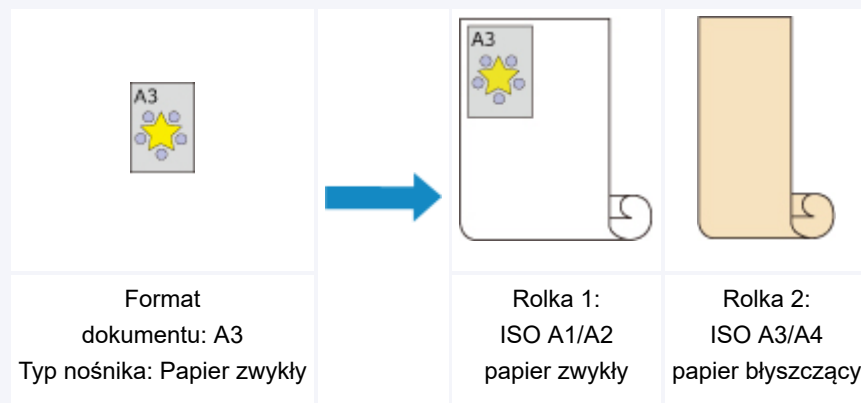 A3
A3
Format
dokumentu: A3
Typ nośnika: Papier zwykły
Rolka 1:
ISO A1/A2
papier zwykły
Rolka 2:
ISO A3/A4
papier błyszczący